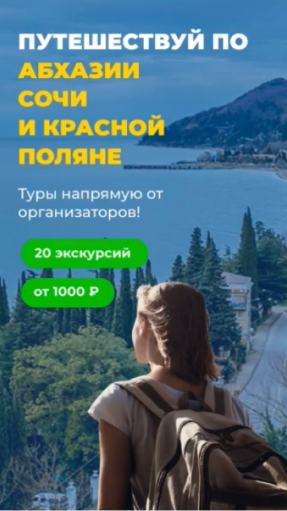 ПУТЕШЕСТВУЙ ПО
АБХАЗИИ
СОЧИ
И КРАСНОЙ
ПОЛЯНЕ
Туры напрямую от
организаторов!
20 экскурсий
от 1000 ₽